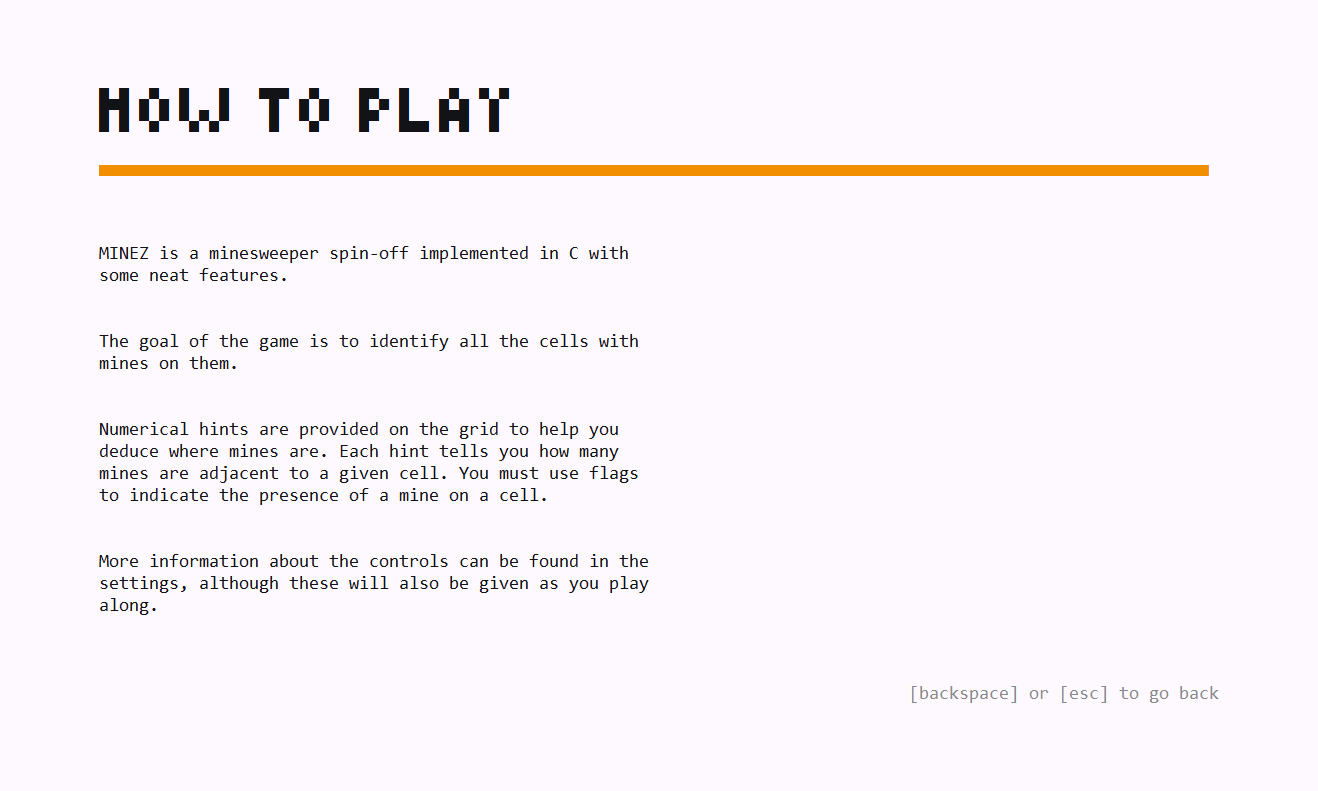 HOW TO PLAY
MINEZ is a minesweeper spin-off implemented in C with
some neat features.
The goal of the game is to identify all the cells with
mines on them.
Numerical hints are provided on the grid to help you
deduce where mines are. Each hint tells you how many
mines are adjacent to a given cell. You must use flags
to indicate the presence of a mine on a cell.
More information about the controls can be found in the
settings, although these will also be given as you play
along.
[backspace] or [esc] to go back